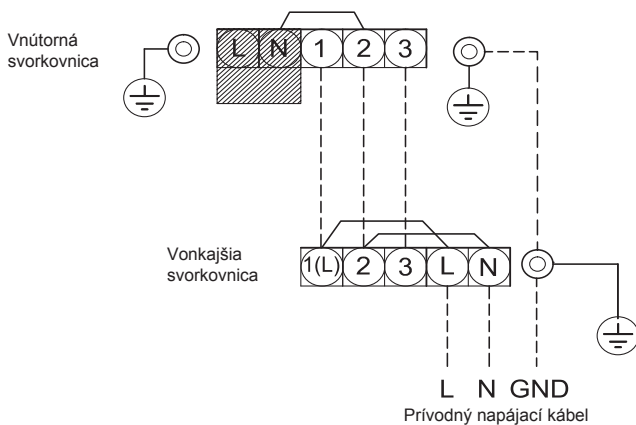 Vnútorná
svorkovnica
L N 1 2 3
Vonkajšia
svorkovnica
1(L) 2 3 L N
L N GND
Prívodný napájací kábel